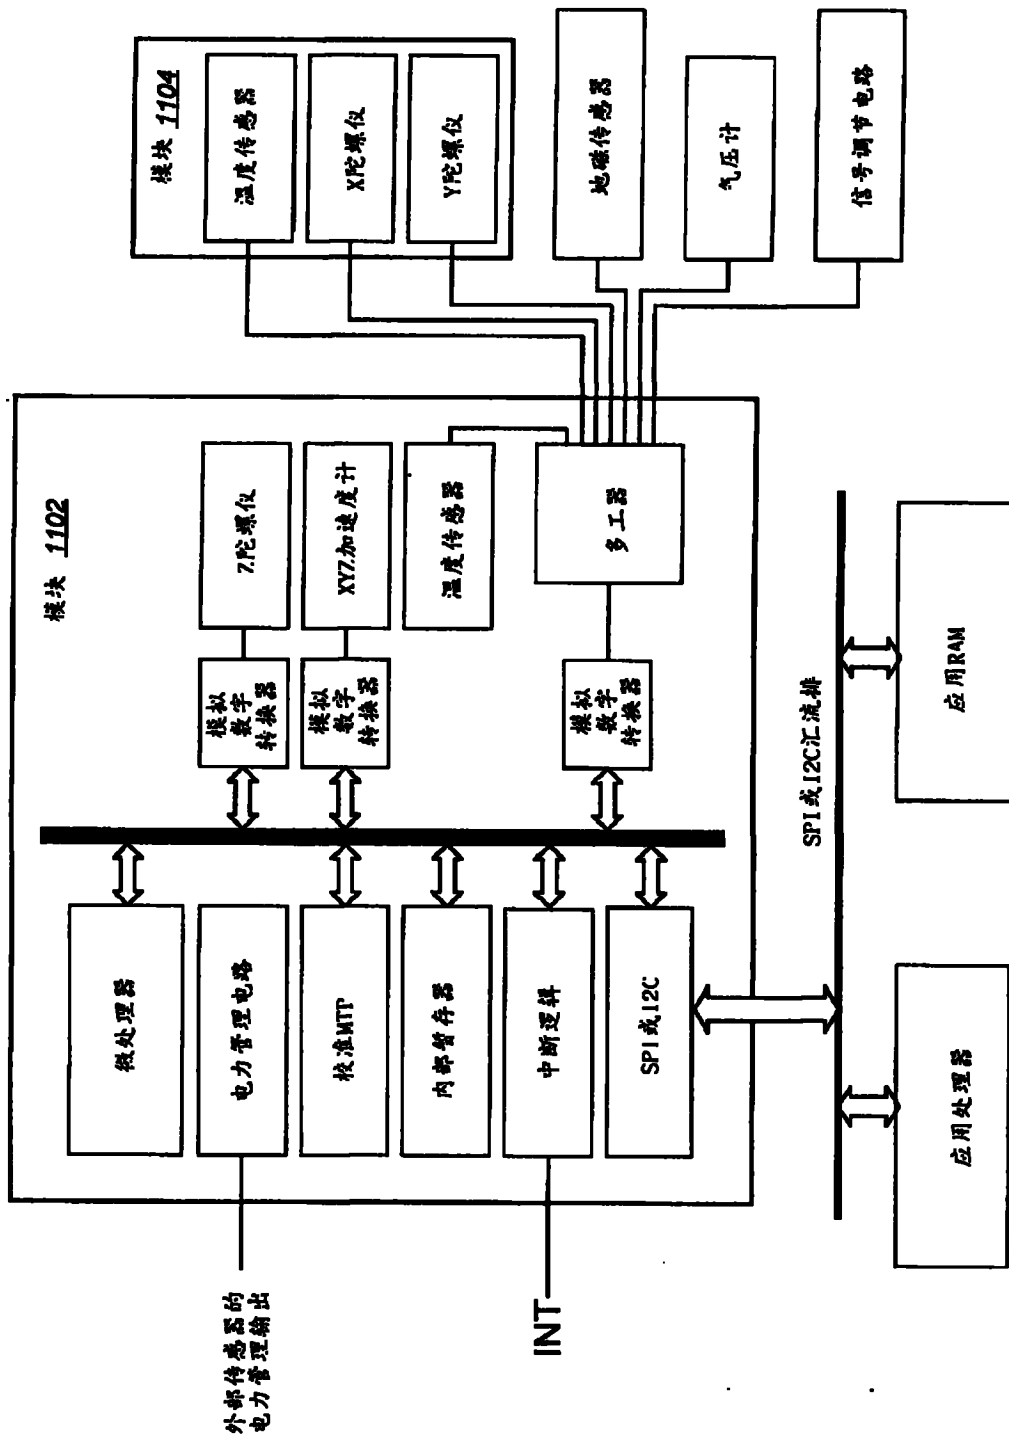 模块 1102
模块 1104
微处理器
外部传感器的
电力管理输出
电力管理电路
模拟
数字
转换器
Z陀螺仪
温度传感器
校准MTP
模拟
数字
转换器
XYZ加速度计
X陀螺仪
内部暂存器
温度传感器
Y陀螺仪
INT
中断逻辑
SPI或I2C
模拟
数字
转换器
多工器
地磁传感器
气压计
SPI或I2C汇流排
信号调节电路
应用处理器
应用RAM